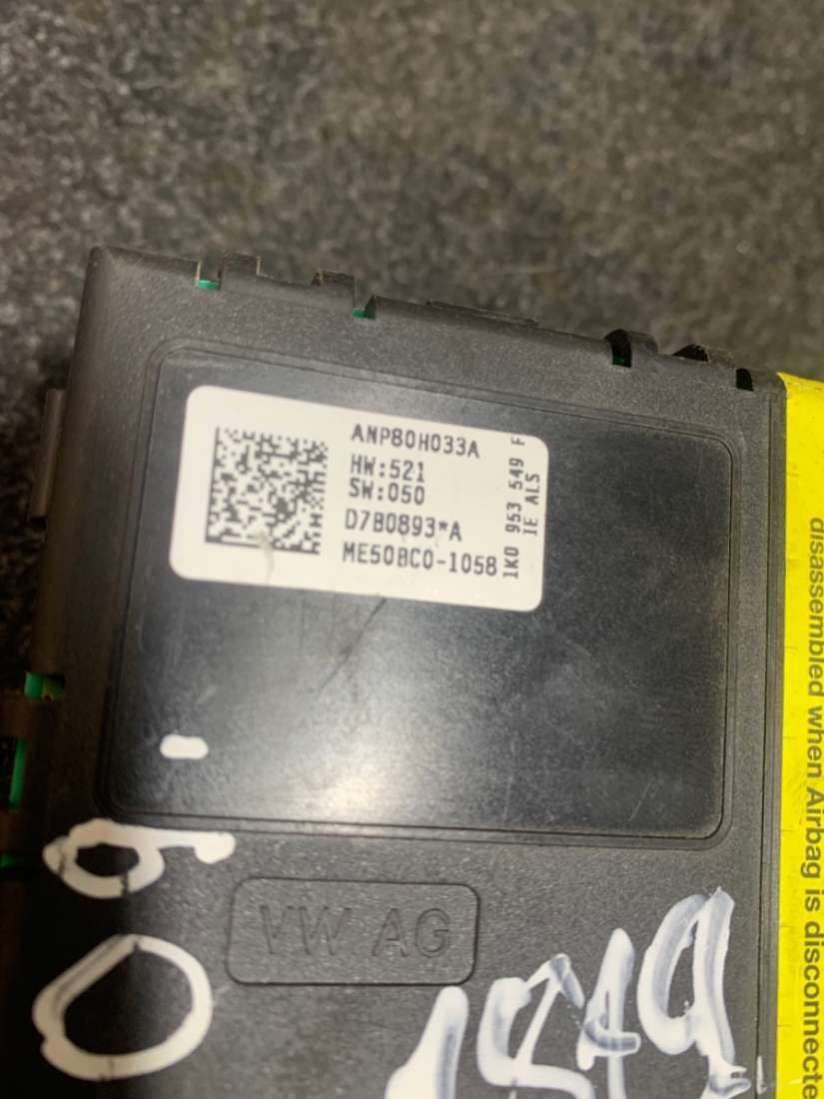 ANP80H033A
HW:521
SW:050
D7B0893*A
ME50BC0-1058
1K0 953 549 F
IE ALS
VW AG
disassembled when Airbag is disconnecte